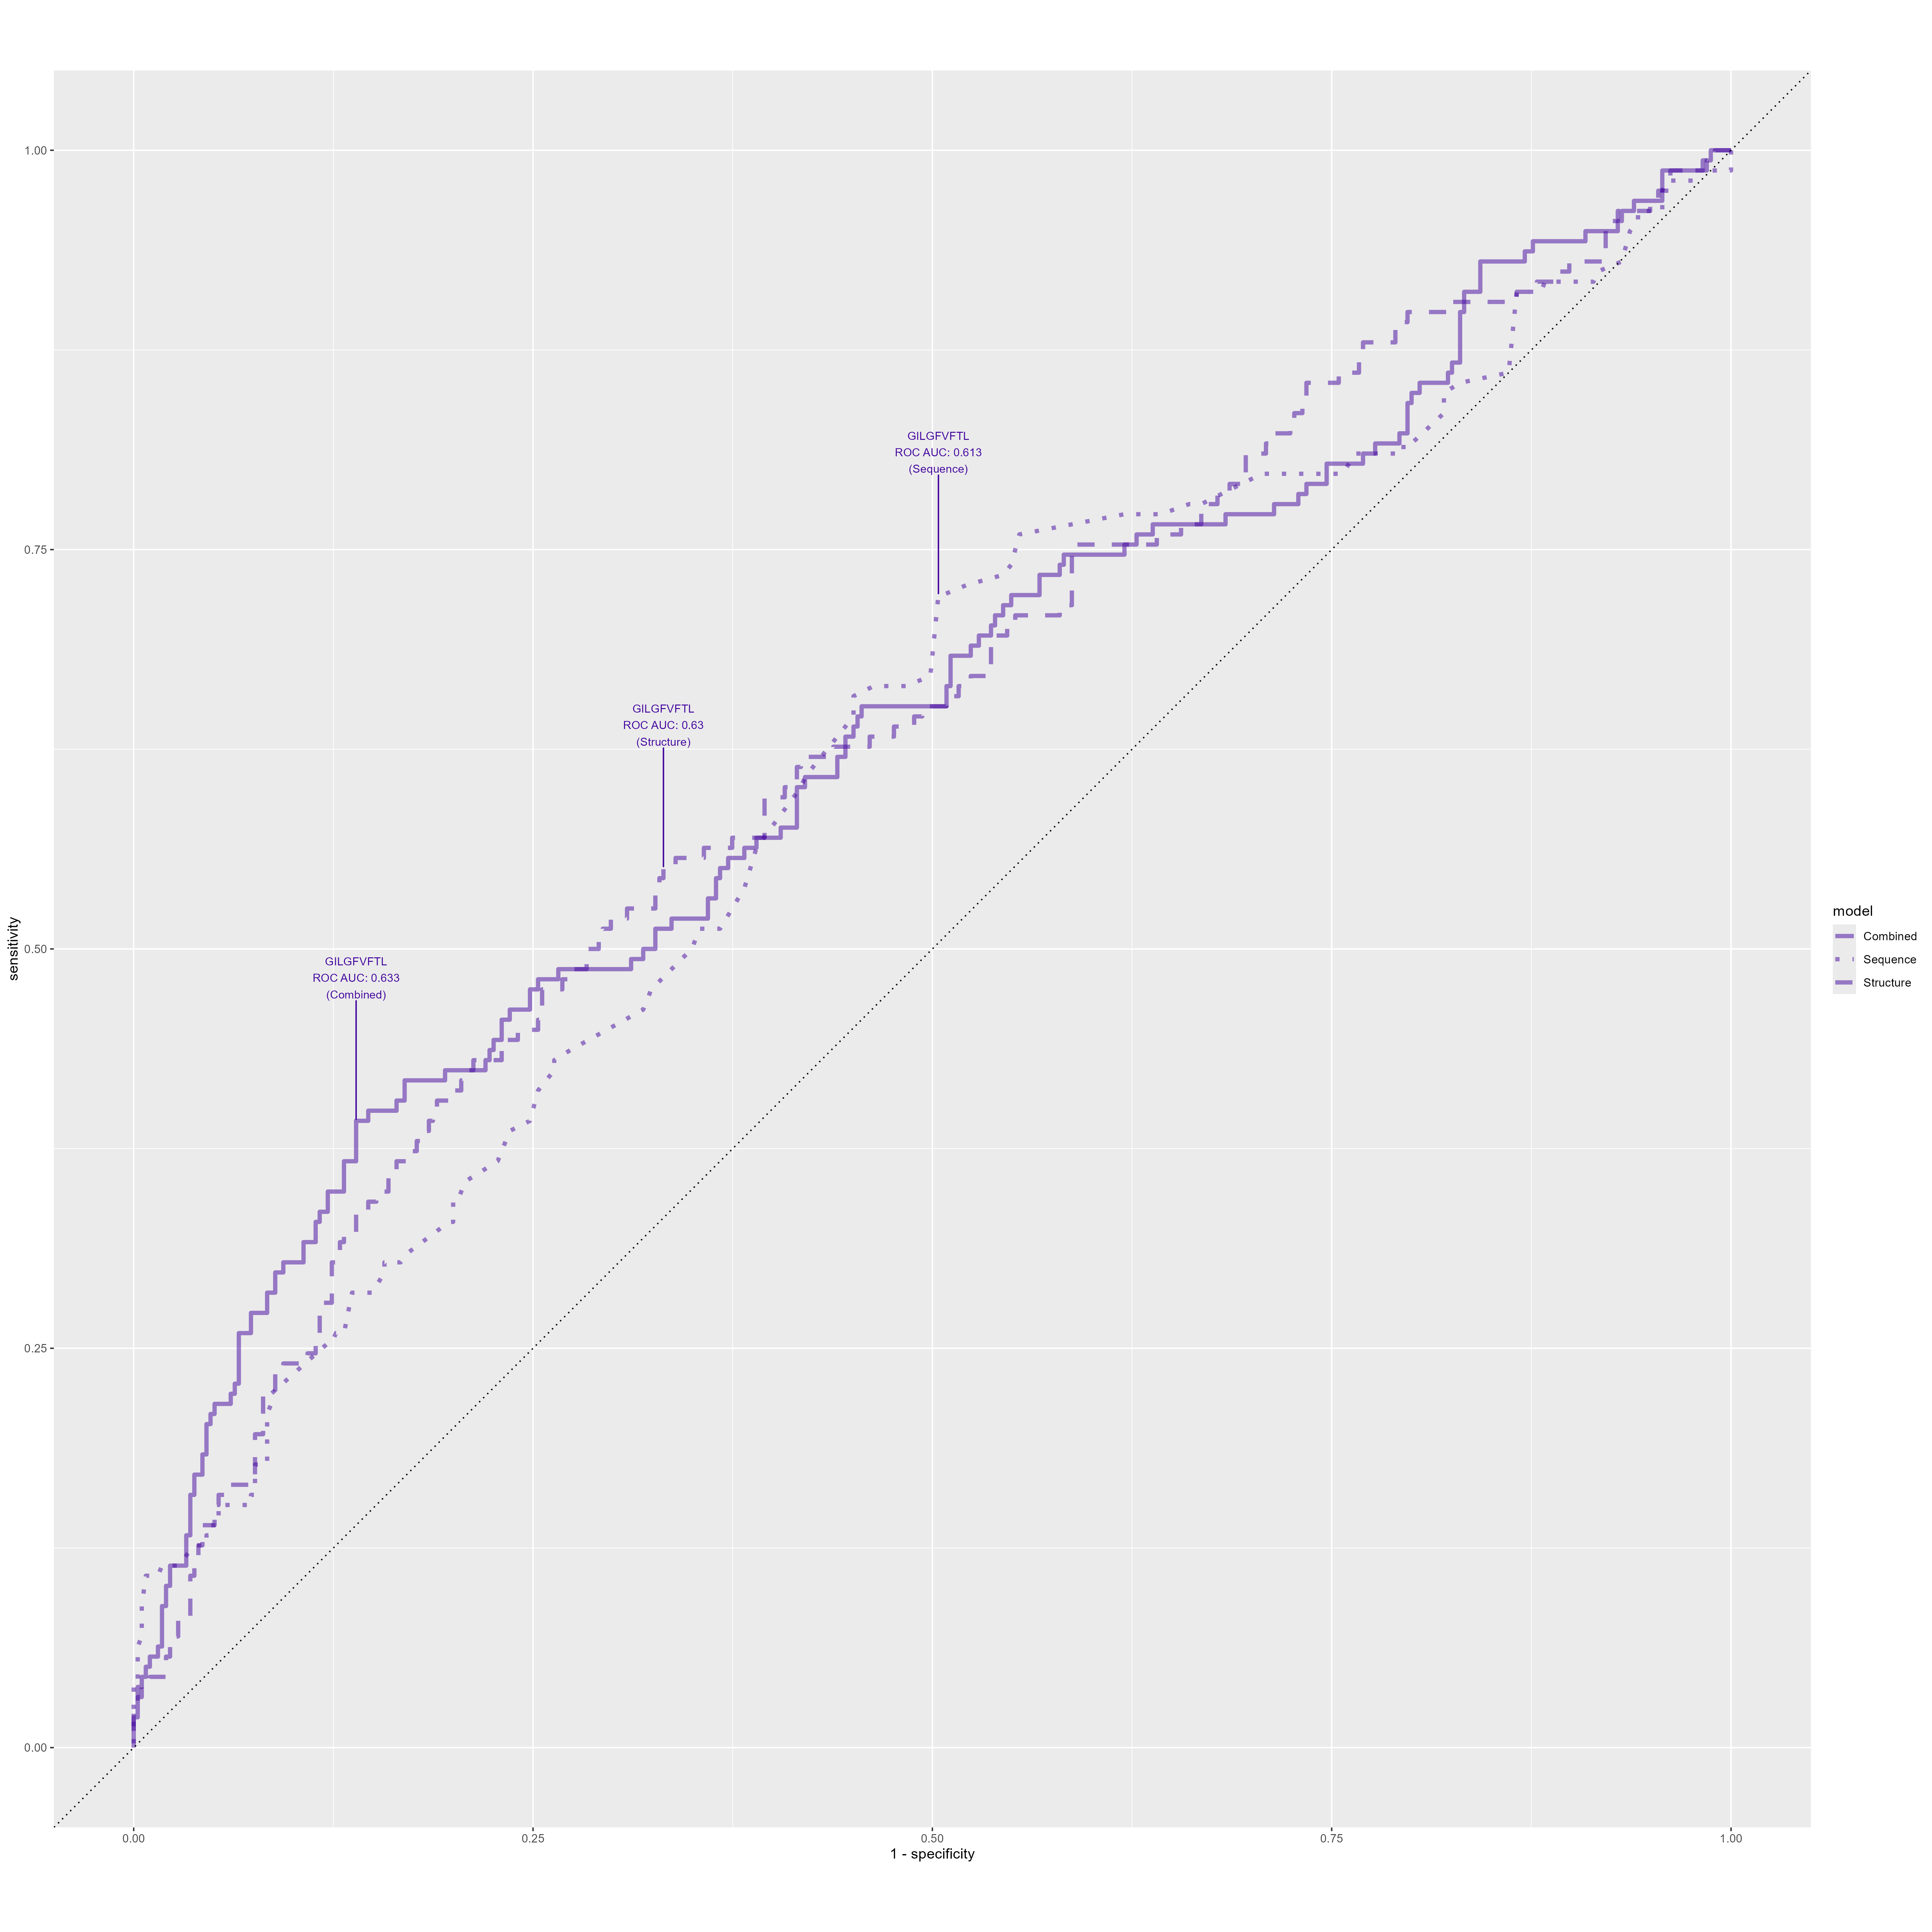 1.00
0.75
0.50
0.25
0.00
sensitivity
GILGFVFTL
ROC AUC: 0.613
(Sequence)
GILGFVFTL
ROC AUC: 0.63
(Structure)
GILGFVFTL
ROC AUC: 0.633
(Combined)
0.00
0.25
0.50
0.75
1.00
1 - specificity
model
Combined
Sequence
Structure